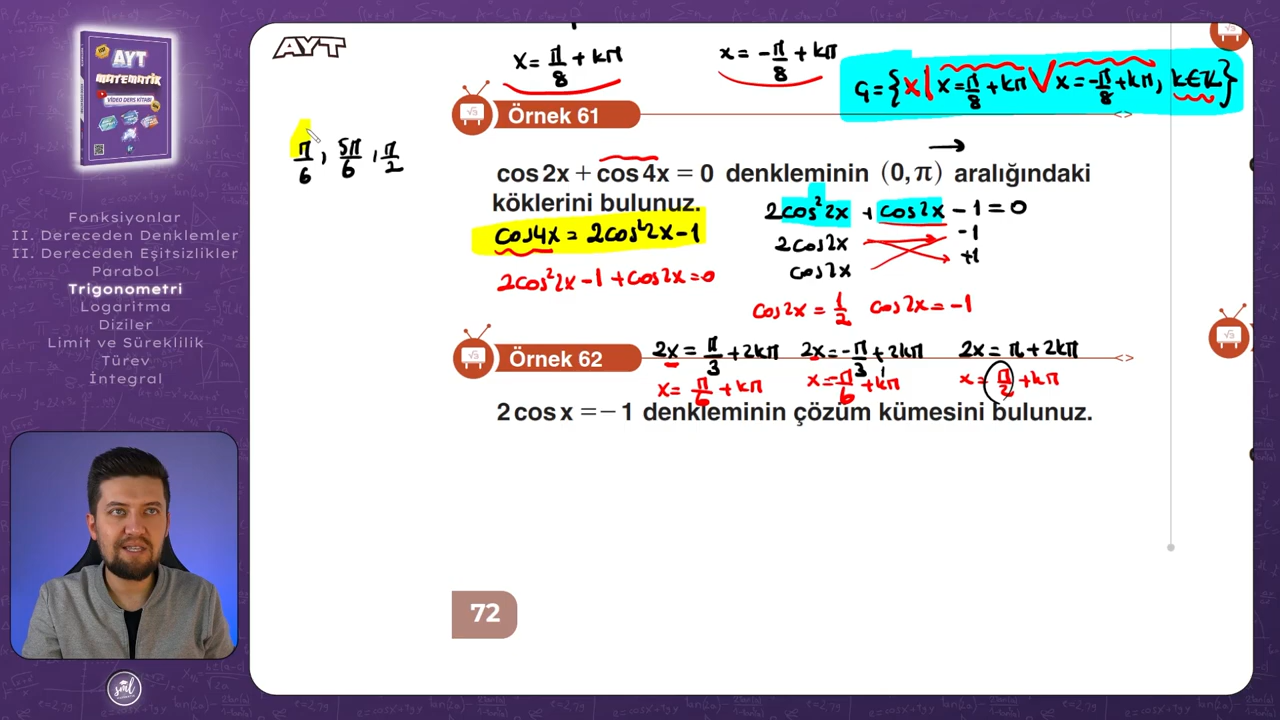 AYT
MATEMATİK
VİDEO DERS KİTABI
Fonksiyonlar
II. Dereceden Denklemler
II. Dereceden Eşitsizlikler
Parabol
Trigonometri
Logaritma
Diziler
Limit ve Süreklilik
Türev
İntegral
sml
AYT
x = π/8 + kπ
x = -π/8 + kπ
Ç = {x | x = π/8 + kπ ∨ x = -π/8 + kπ, k∈ℤ}
Örnek 61
π/6, 5π/6, π/2
cos2x + cos4x = 0 denkleminin (0, π) aralığındaki
köklerini bulunuz.
cos4x = 2cos²2x - 1
2cos²2x - 1 + cos2x = 0
2cos²2x + cos2x - 1 = 0
2cos2x -1
cos2x +1
cos2x = 1/2 cos2x = -1
Örnek 62
2x = π/3 + 2kπ 2x = -π/3 + 2kπ 2x = π + 2kπ
x = π/6 + kπ x = -π/6 + kπ x = π/2 + kπ
2 cos x = − 1 denkleminin çözüm kümesini bulunuz.
72